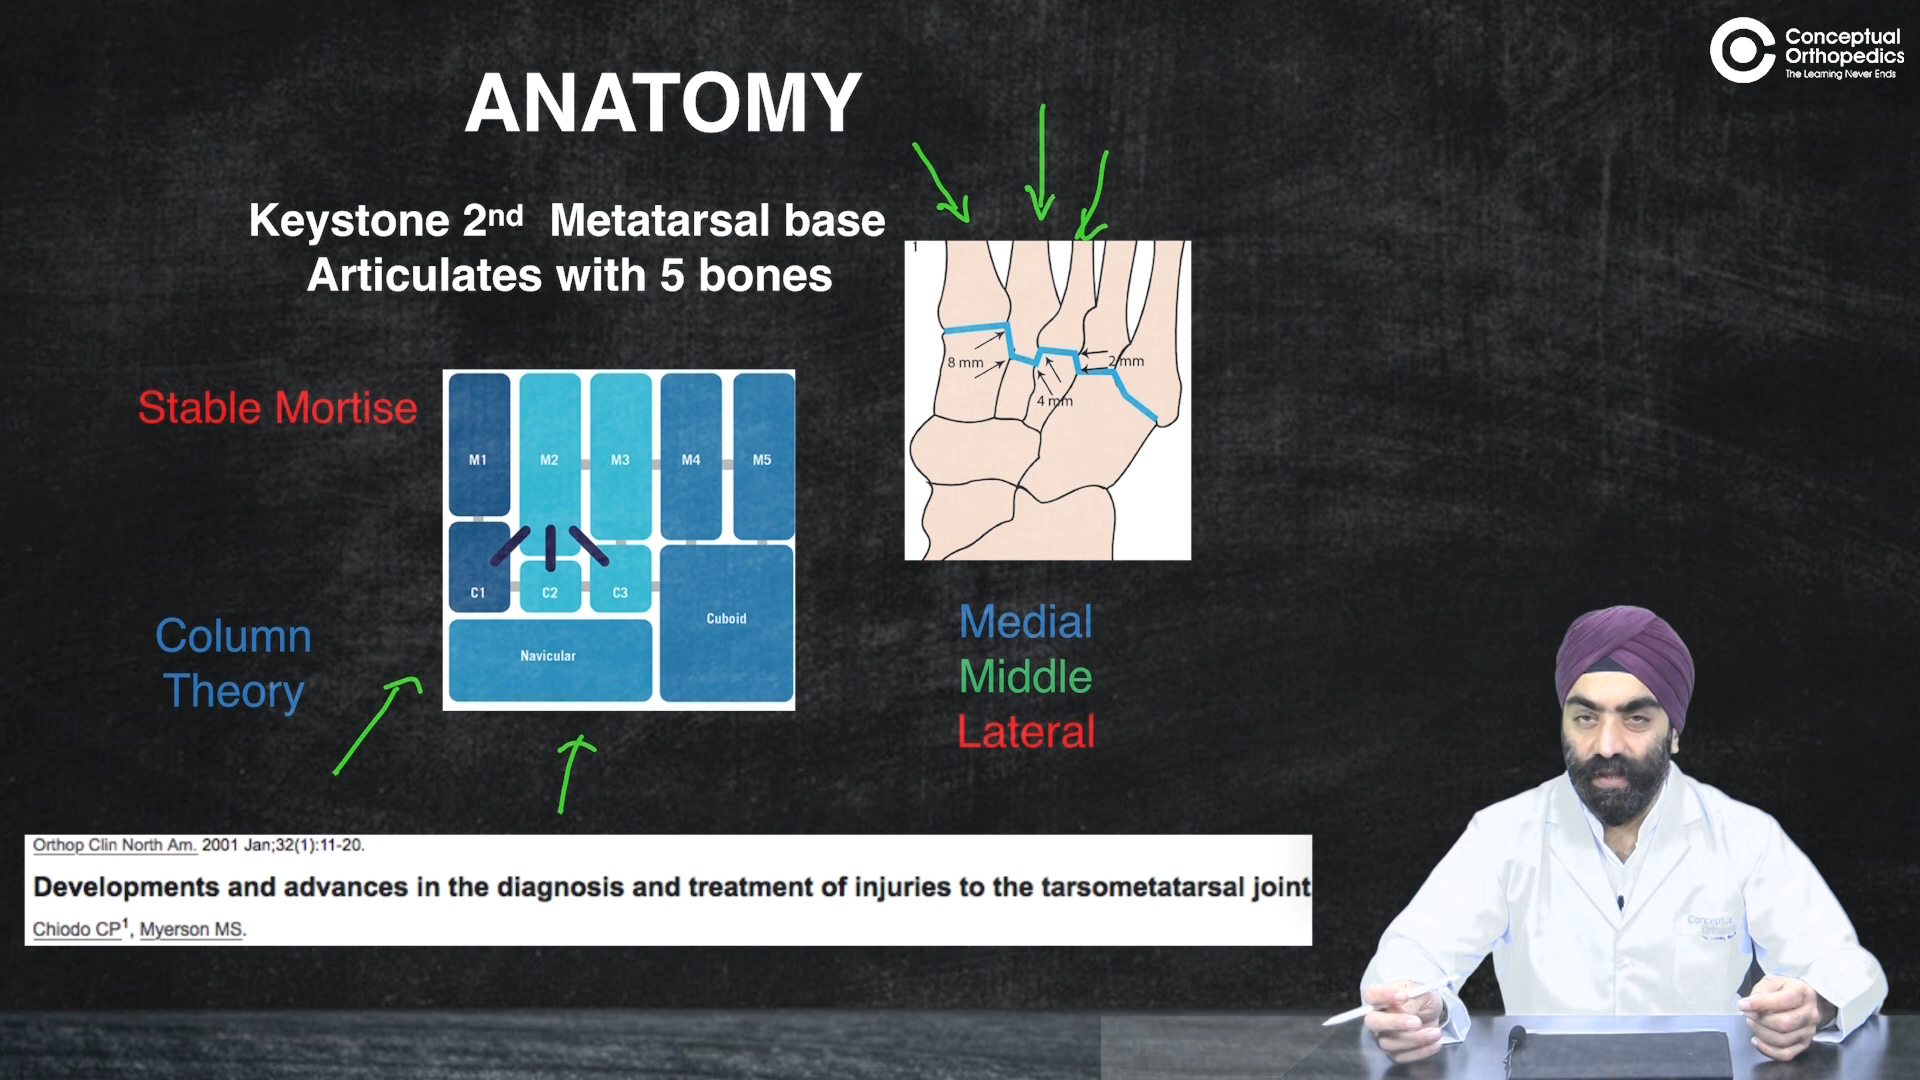 Conceptual
Orthopedics
The Learning Never Ends
ANATOMY
Keystone 2nd Metatarsal base
Articulates with 5 bones
1
8 mm
2 mm
4 mm
Stable Mortise
M1 M2 M3 M4 M5
C1 C2 C3
Cuboid
Navicular
Column
Theory
Medial
Middle
Lateral
Orthop Clin North Am. 2001 Jan;32(1):11-20.
Developments and advances in the diagnosis and treatment of injuries to the tarsometatarsal joint
Chiodo CP1, Myerson MS.